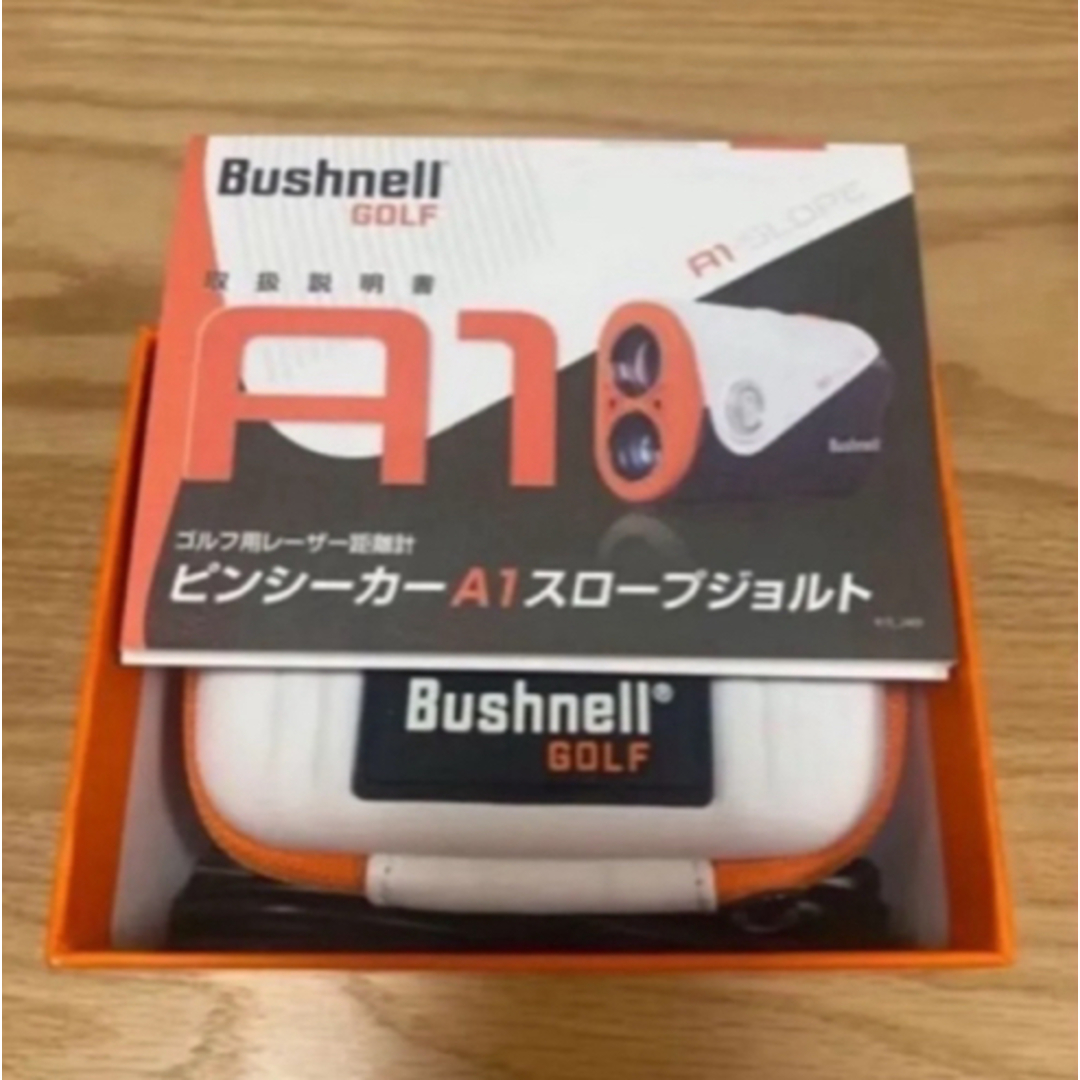 Bushnell
GOLF
A1 SLOPE
取扱説明書
A1
Bushnell
ゴルフ用レーザー距離計
ピンシーカーA1スロープジョルト
Bushnell®
GOLF